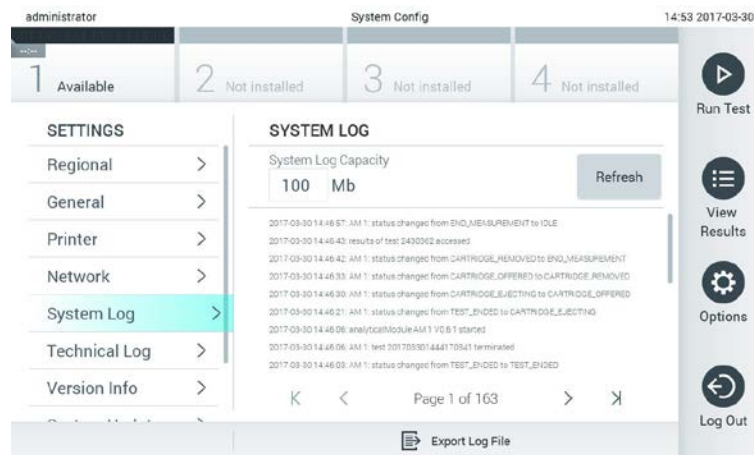 administrator
System Config
14:53 2017-03-30
--:--
1 Available
2 Not installed
3 Not installed
4 Not installed
Run Test
SETTINGS
Regional
General
Printer
Network
System Log
Technical Log
Version Info
SYSTEM LOG
System Log Capacity
100 Mb
Refresh
2017-03-30 14:46:57: AM 1: status changed from END_MEASUREMENT to IDLE
2017-03-30 14:46:43: results of test 2430362 accessed
2017-03-30 14:46:42: AM 1: status changed from CARTRIDGE_REMOVED to END_MEASUREMENT
2017-03-30 14:46:33: AM 1: status changed from CARTRIDGE_OFFERED to CARTRIDGE_REMOVED
2017-03-30 14:46:30: AM 1: status changed from CARTRIDGE_EJECTING to CARTRIDGE_OFFERED
2017-03-30 14:46:21: AM 1: status changed from TEST_ENDED to CARTRIDGE_EJECTING
2017-03-30 14:46:06: analyticalModule AM 1 V0.6.1 started
2017-03-30 14:46:06: AM 1: test terminated
2017-03-30 14:46:03: AM 1: status changed from TEST_ENDED to TEST_ENDED
Page 1 of 163
Export Log File
View Results
Options
Log Out